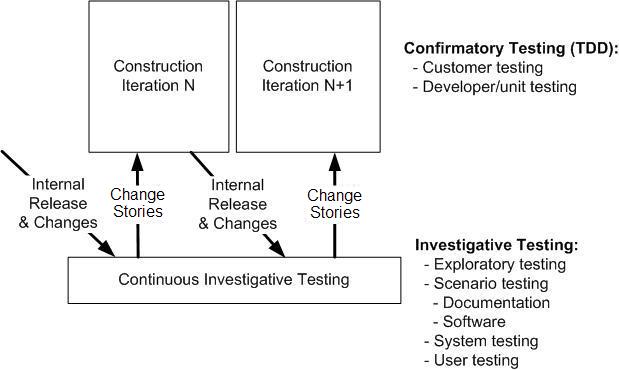 Construction
Iteration N
Construction
Iteration N+1
Confirmatory Testing (TDD):
- Customer testing
- Developer/unit testing
Internal
Release
& Changes
Change
Stories
Internal
Release
& Changes
Change
Stories
Continuous Investigative Testing
Investigative Testing:
- Exploratory testing
- Scenario testing
- Documentation
- Software
- System testing
- User testing